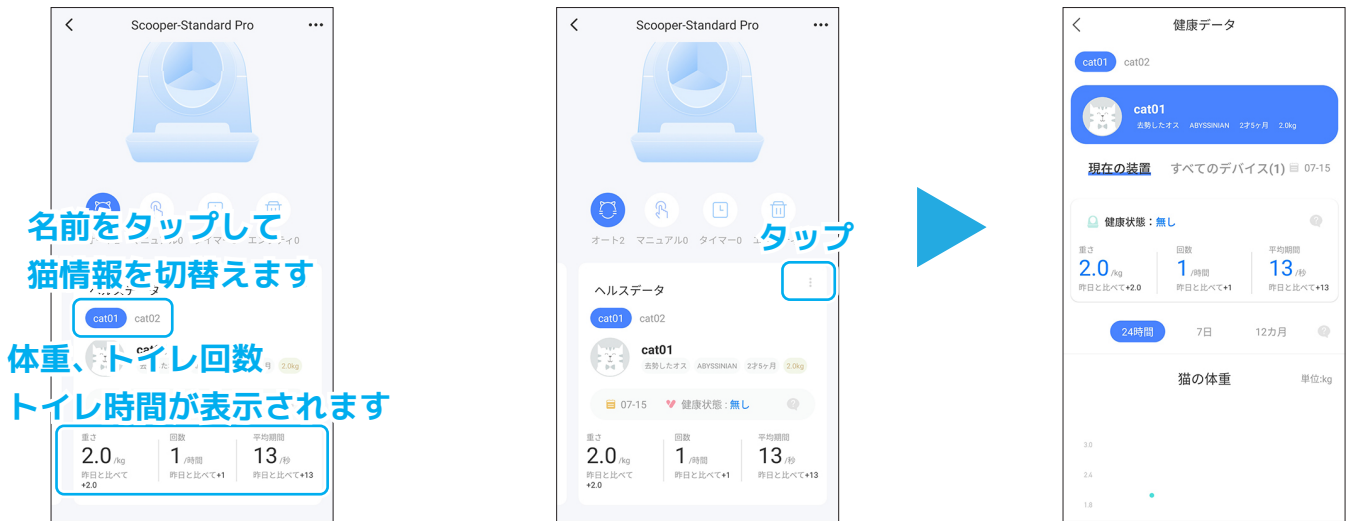 Scooper-Standard Pro
名前をタップして
猫情報を切替えます
cat01 cat02
体重、トイレ回数
2.0kg
トイレ時間が表示されます
重さ 回数 平均期間
2.0 /kg 1 /時間 13 /秒
昨日と比べて+2.0 昨日と比べて+1 昨日と比べて+13
Scooper-Standard Pro
オート2 マニュアル0 タイマー0
タップ
ヘルスデータ
cat01 cat02
cat01
去勢したオス ABYSSINIAN 2才5ヶ月 2.0kg
07-15 健康状態 : 無し
重さ 回数 平均期間
2.0 /kg 1 /時間 13 /秒
昨日と比べて+2.0 昨日と比べて+1 昨日と比べて+13
健康データ
cat01 cat02
cat01
去勢したオス ABYSSINIAN 2才5ヶ月 2.0kg
現在の装置 すべてのデバイス(1) 07-15
健康状態：無し
重さ 回数 平均期間
2.0 /kg 1 /時間 13 /秒
昨日と比べて+2.0 昨日と比べて+1 昨日と比べて+13
24時間 7日 12カ月
猫の体重 単位:kg
3.0
2.4
1.8